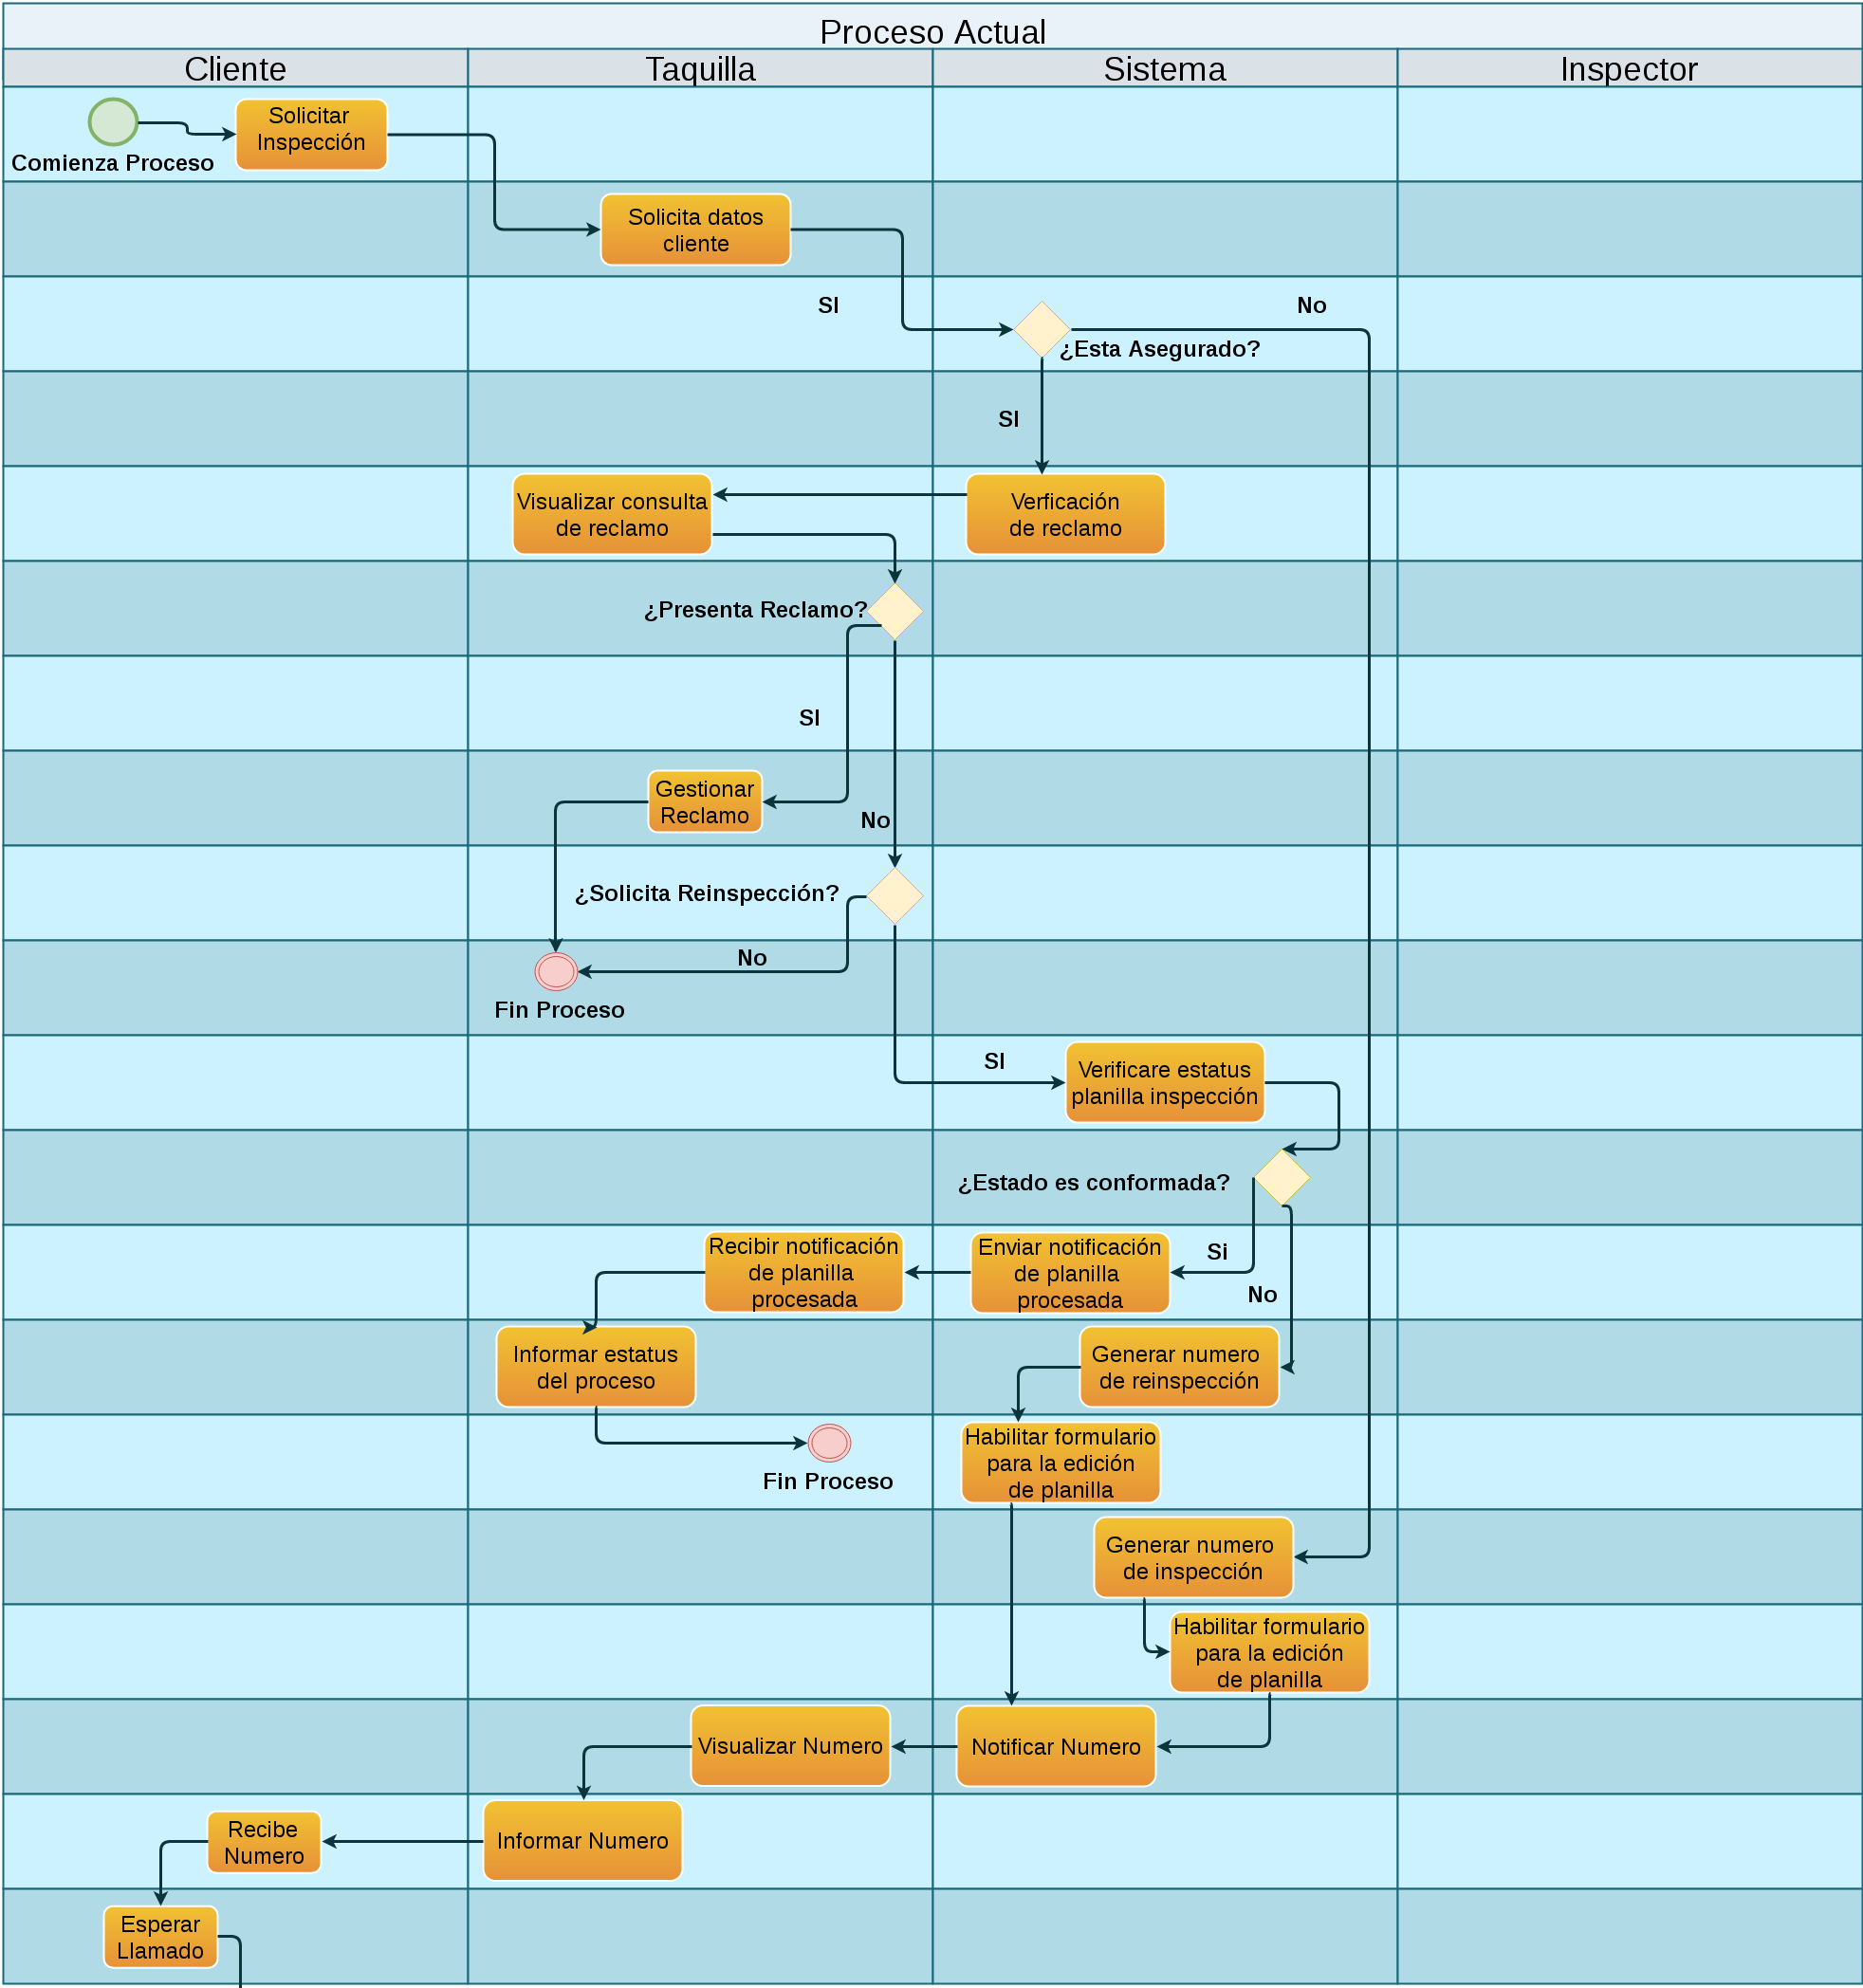 Proceso Actual
Cliente
Taquilla
Sistema
Inspector
Solicitar
Inspección
Comienza Proceso
Solicita datos
cliente
SI
No
¿Esta Asegurado?
SI
Visualizar consulta
de reclamo
Verficación
de reclamo
¿Presenta Reclamo?
SI
Gestionar
Reclamo
No
¿Solicita Reinspección?
No
Fin Proceso
SI
Verificare estatus
planilla inspección
¿Estado es conformada?
Recibir notificación
de planilla
procesada
Enviar notificación
de planilla
procesada
Si
No
Informar estatus
del proceso
Generar numero
de reinspección
Fin Proceso
Habilitar formulario
para la edición
de planilla
Generar numero
de inspección
Habilitar formulario
para la edición
de planilla
Visualizar Numero
Notificar Numero
Recibe
Numero
Informar Numero
Esperar
Llamado